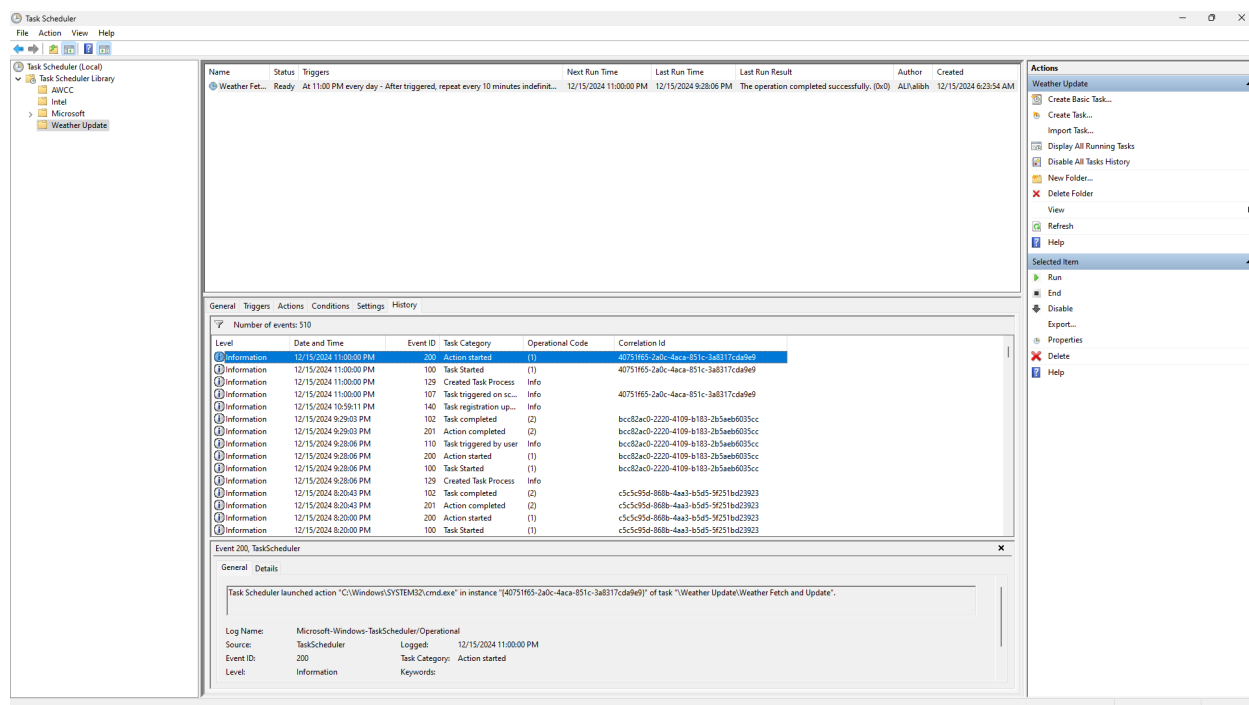 Task Scheduler
File Action View Help
Task Scheduler (Local)
Task Scheduler Library
AWCC
Intel
Microsoft
Weather Update
Name Status Triggers Next Run Time Last Run Time Last Run Result Author Created
Weather Fet... Ready At 11:00 PM every day - After triggered, repeat every 10 minutes indefinit... 12/15/2024 11:00:00 PM 12/15/2024 9:28:06 PM The operation completed successfully. (0x0) ALI\alibh 12/15/2024 6:23:54 AM
General Triggers Actions Conditions Settings History
Number of events: 510
Level Date and Time Event ID Task Category Operational Code Correlation Id
Information 12/15/2024 11:00:00 PM 200 Action started (1) 40751f65-2a0c-4aca-851c-3a8317cda9e9
Information 12/15/2024 11:00:00 PM 100 Task Started (1) 40751f65-2a0c-4aca-851c-3a8317cda9e9
Information 12/15/2024 11:00:00 PM 129 Created Task Process Info
Information 12/15/2024 11:00:00 PM 107 Task triggered on sc... Info 40751f65-2a0c-4aca-851c-3a8317cda9e9
Information 12/15/2024 10:59:11 PM 140 Task registration up... Info
Information 12/15/2024 9:29:03 PM 102 Task completed (2) bcc82ac0-2220-4109-b183-2b5aeb6035cc
Information 12/15/2024 9:29:03 PM 201 Action completed (2) bcc82ac0-2220-4109-b183-2b5aeb6035cc
Information 12/15/2024 9:28:06 PM 110 Task triggered by user Info bcc82ac0-2220-4109-b183-2b5aeb6035cc
Information 12/15/2024 9:28:06 PM 200 Action started (1) bcc82ac0-2220-4109-b183-2b5aeb6035cc
Information 12/15/2024 9:28:06 PM 100 Task Started (1) bcc82ac0-2220-4109-b183-2b5aeb6035cc
Information 12/15/2024 9:28:06 PM 129 Created Task Process Info
Information 12/15/2024 8:20:43 PM 102 Task completed (2) c5c5c95d-868b-4aa3-b5d5-5f251bd23923
Information 12/15/2024 8:20:43 PM 201 Action completed (2) c5c5c95d-868b-4aa3-b5d5-5f251bd23923
Information 12/15/2024 8:20:00 PM 200 Action started (1) c5c5c95d-868b-4aa3-b5d5-5f251bd23923
Information 12/15/2024 8:20:00 PM 100 Task Started (1) c5c5c95d-868b-4aa3-b5d5-5f251bd23923
Event 200, TaskScheduler
General Details
Task Scheduler launched action "C:\Windows\SYSTEM32\cmd.exe" in instance "{40751f65-2a0c-4aca-851c-3a8317cda9e9}" of task "\Weather Update\Weather Fetch and Update".
Log Name: Microsoft-Windows-TaskScheduler/Operational
Source: TaskScheduler Logged: 12/15/2024 11:00:00 PM
Event ID: 200 Task Category: Action started
Level: Information Keywords:
Actions
Weather Update
Create Basic Task...
Create Task...
Import Task...
Display All Running Tasks
Disable All Tasks History
New Folder...
Delete Folder
View
Refresh
Help
Selected Item
Run
End
Disable
Export...
Properties
Delete
Help